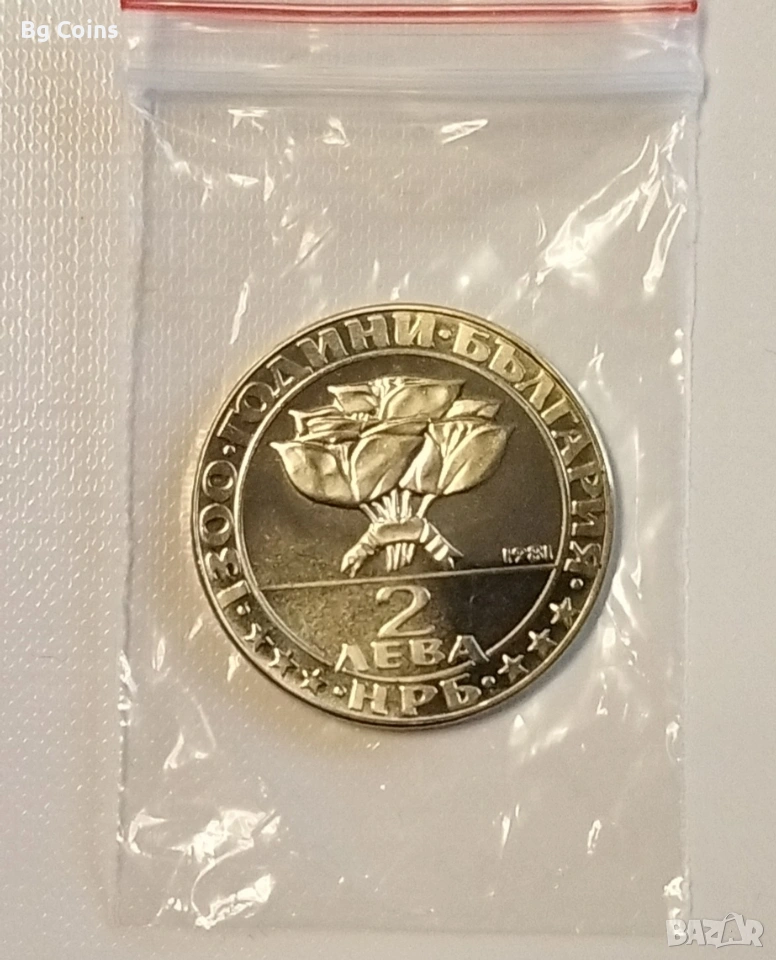 Bg Coins
1300·ГОДИНИ·БЪЛГАРИЯ·
1981
2
ЛЕВА
·НРБ·
BAZAR